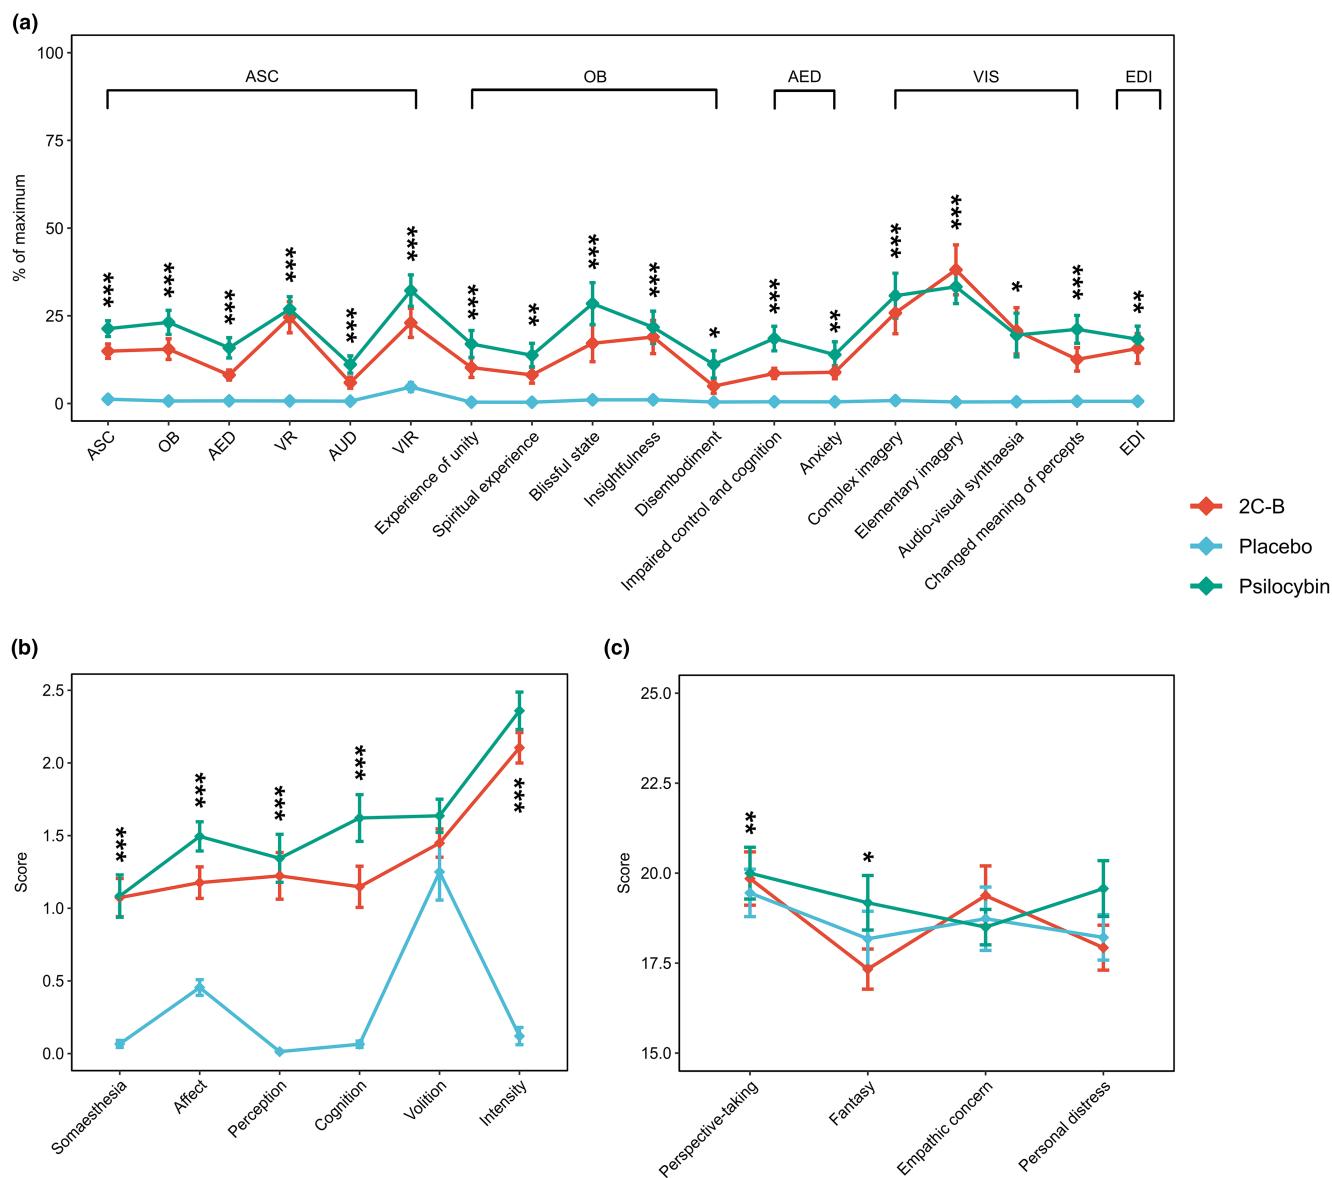 (a)
% of maximum
100
75
50
25
0
ASC
OB
AED
VIS
EDI
***
***
***
***
***
***
***
**
***
***
*
***
**
***
***
*
***
**
ASC
OB
AED
VR
AUD
VIR
Experience of unity
Spiritual experience
Blissful state
Insightfulness
Disembodiment
Impaired control and cognition
Anxiety
Complex imagery
Elementary imagery
Audio-visual synthaesia
Changed meaning of percepts
EDI
2C-B
Placebo
Psilocybin
(b)
Score
2.5
2.0
1.5
1.0
0.5
0.0
***
***
***
***
***
Somaesthesia
Affect
Perception
Cognition
Volition
Intensity
(c)
Score
25.0
22.5
20.0
17.5
15.0
**
*
Perspective-taking
Fantasy
Empathic concern
Personal distress